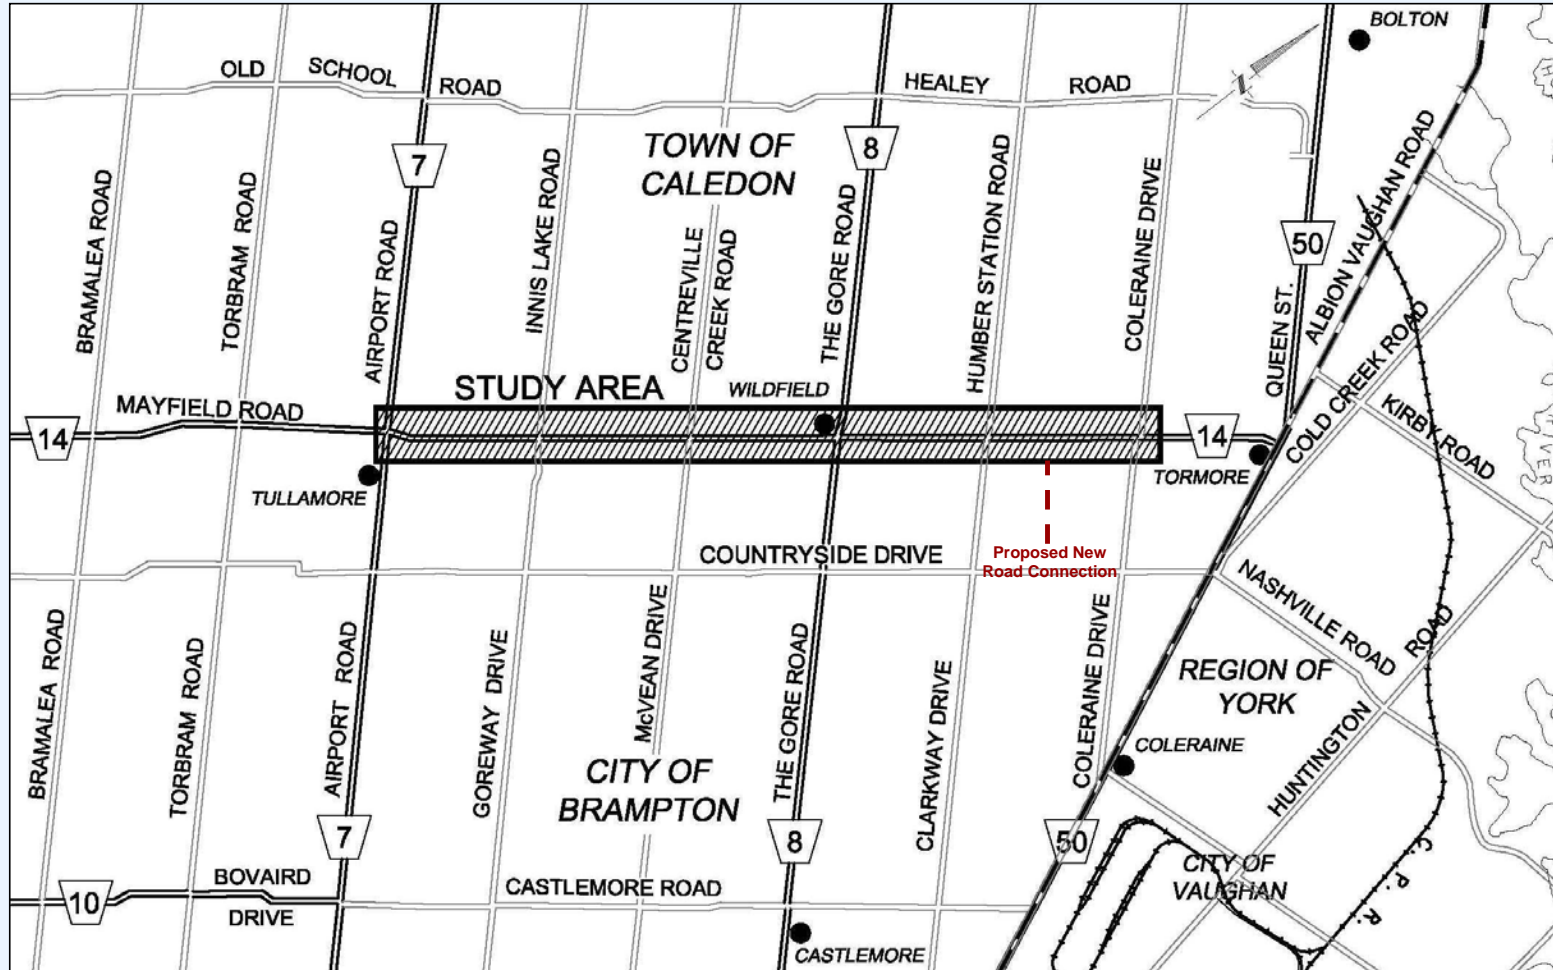 BOLTON
OLD SCHOOL ROAD
HEALEY ROAD
TOWN OF
CALEDON
7
8
50
BRAMALEA ROAD
TORBRAM ROAD
AIRPORT ROAD
INNIS LAKE ROAD
CENTREVILLE
CREEK ROAD
THE GORE ROAD
HUMBER STATION ROAD
COLERAINE DRIVE
QUEEN ST.
ALBION VAUGHAN ROAD
COLD CREEK ROAD
KIRBY ROAD
RIVER
STUDY AREA
WILDFIELD
MAYFIELD ROAD
14
14
TULLAMORE
TORMORE
COUNTRYSIDE DRIVE
Proposed New
Road Connection
NASHVILLE ROAD
HUNTINGTON ROAD
REGION OF
YORK
BRAMALEA ROAD
TORBRAM ROAD
AIRPORT ROAD
GOREWAY DRIVE
McVEAN DRIVE
THE GORE ROAD
CLARKWAY DRIVE
COLERAINE DRIVE
COLERAINE
CITY OF
BRAMPTON
7
8
50
CITY OF
VAUGHAN
C. P. R.
10
BOVAIRD
DRIVE
CASTLEMORE ROAD
CASTLEMORE